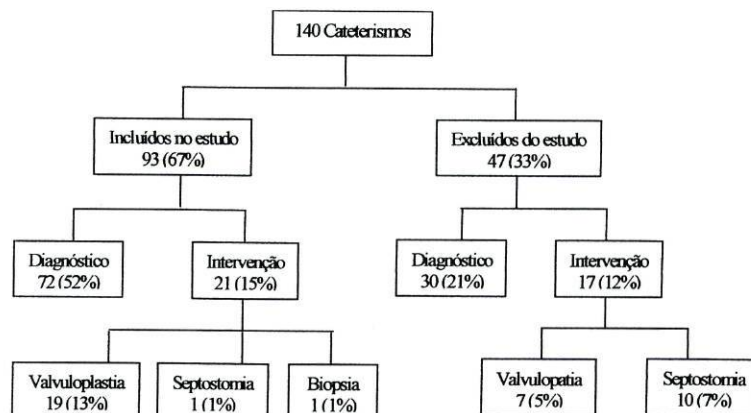 140 Cateterismos
Incluídos no estudo
93 (67%)
Excluídos do estudo
47 (33%)
Diagnóstico
72 (52%)
Intervenção
21 (15%)
Diagnóstico
30 (21%)
Intervenção
17 (12%)
Valvuloplastia
19 (13%)
Septostomia
1 (1%)
Biopsia
1 (1%)
Valvulopatia
7 (5%)
Septostomia
10 (7%)